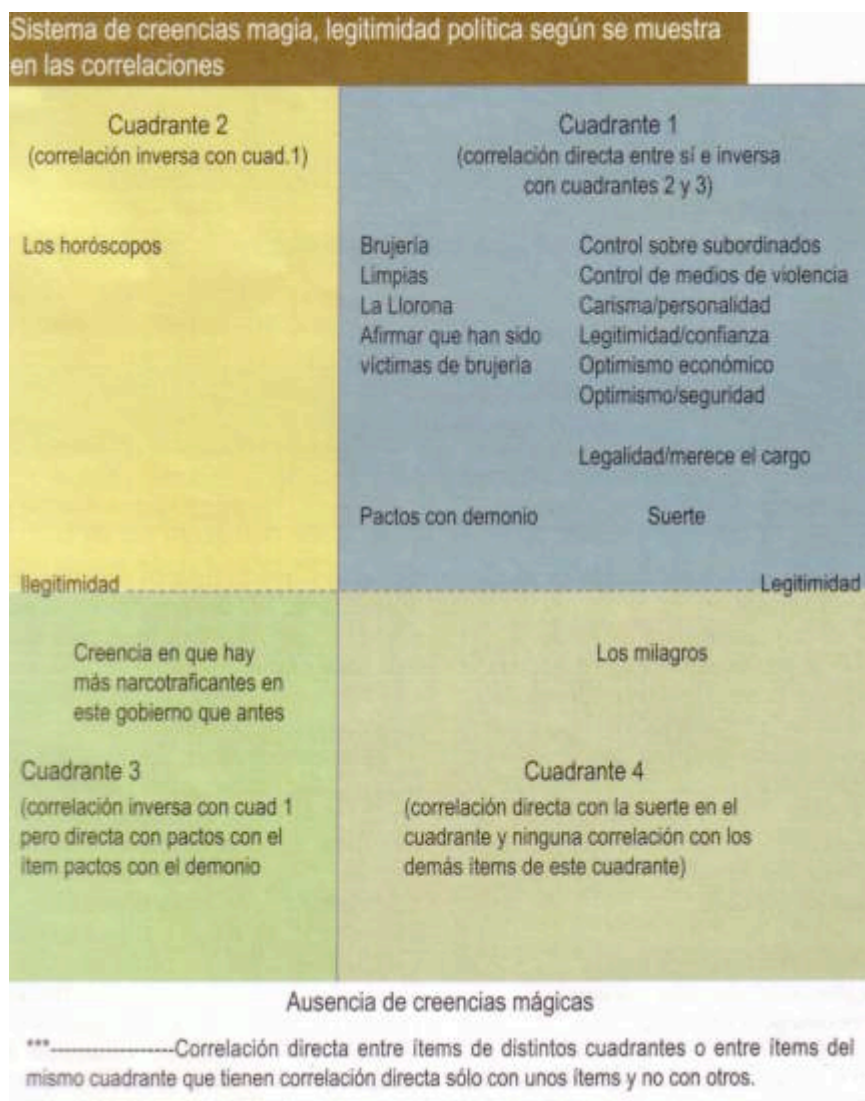 Sistema de creencias magia, legitimidad política según se muestra
en las correlaciones
Cuadrante 2
(correlación inversa con cuad.1)
Los horóscopos
Cuadrante 1
(correlación directa entre sí e inversa
con cuadrantes 2 y 3)
Brujería
Limpias
La Llorona
Afirmar que han sido
víctimas de brujería
Control sobre subordinados
Control de medios de violencia
Carisma/personalidad
Legitimidad/confianza
Optimismo económico
Optimismo/seguridad
Legalidad/merece el cargo
Pactos con demonio
Suerte
Ilegitimidad
Legitimidad
Creencia en que hay
más narcotraficantes en
este gobierno que antes
Los milagros
Cuadrante 3
(correlación inversa con cuad 1
pero directa con pactos con el
ítem pactos con el demonio
Cuadrante 4
(correlación directa con la suerte en el
cuadrante y ninguna correlación con los
demás ítems de este cuadrante)
Ausencia de creencias mágicas
***--------------------Correlación directa entre ítems de distintos cuadrantes o entre ítems del
mismo cuadrante que tienen correlación directa sólo con unos ítems y no con otros.